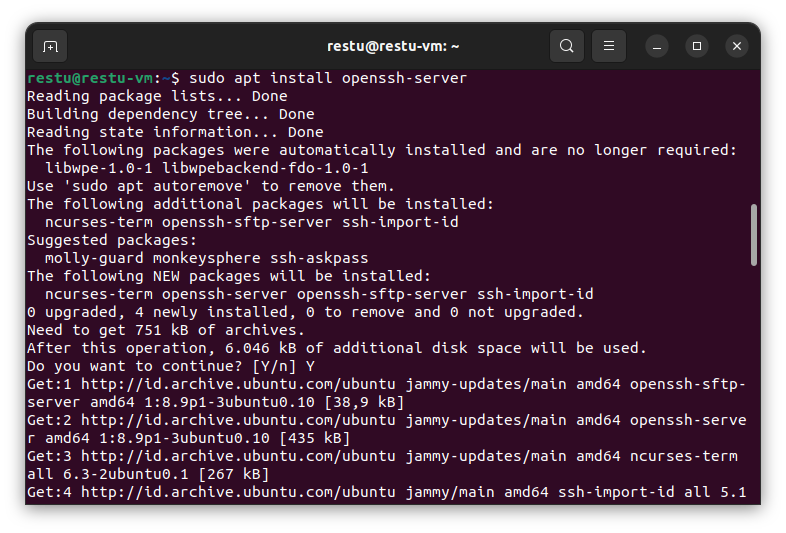 restu@restu-vm: ~
restu@restu-vm:~$ sudo apt install openssh-server
Reading package lists... Done
Building dependency tree... Done
Reading state information... Done
The following packages were automatically installed and are no longer required:
  libwpe-1.0-1 libwpebackend-fdo-1.0-1
Use 'sudo apt autoremove' to remove them.
The following additional packages will be installed:
  ncurses-term openssh-sftp-server ssh-import-id
Suggested packages:
  molly-guard monkeysphere ssh-askpass
The following NEW packages will be installed:
  ncurses-term openssh-server openssh-sftp-server ssh-import-id
0 upgraded, 4 newly installed, 0 to remove and 0 not upgraded.
Need to get 751 kB of archives.
After this operation, 6.046 kB of additional disk space will be used.
Do you want to continue? [Y/n] Y
Get:1 http://id.archive.ubuntu.com/ubuntu jammy-updates/main amd64 openssh-sftp-
server amd64 1:8.9p1-3ubuntu0.10 [38,9 kB]
Get:2 http://id.archive.ubuntu.com/ubuntu jammy-updates/main amd64 openssh-serve
r amd64 1:8.9p1-3ubuntu0.10 [435 kB]
Get:3 http://id.archive.ubuntu.com/ubuntu jammy-updates/main amd64 ncurses-term
all 6.3-2ubuntu0.1 [267 kB]
Get:4 http://id.archive.ubuntu.com/ubuntu jammy/main amd64 ssh-import-id all 5.1